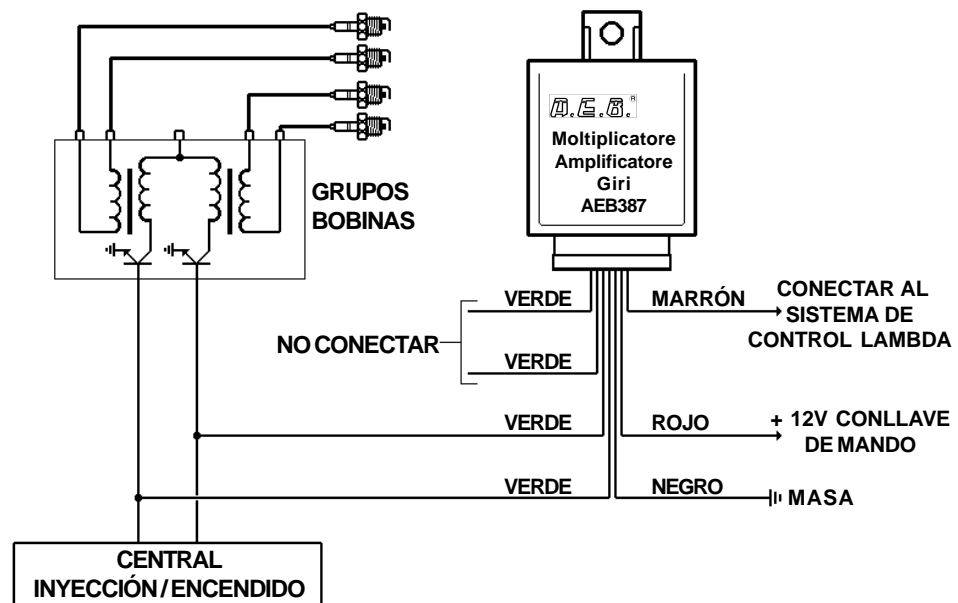 A.E.B.®
Moltiplicatore
Amplificatore
Giri
AEB387
GRUPOS
BOBINAS
VERDE
MARRÓN
CONECTAR AL
SISTEMA DE
CONTROL LAMBDA
NO CONECTAR
VERDE
VERDE
ROJO
+ 12V CONLLAVE
DE MANDO
VERDE
NEGRO
MASA
CENTRAL
INYECCIÓN / ENCENDIDO